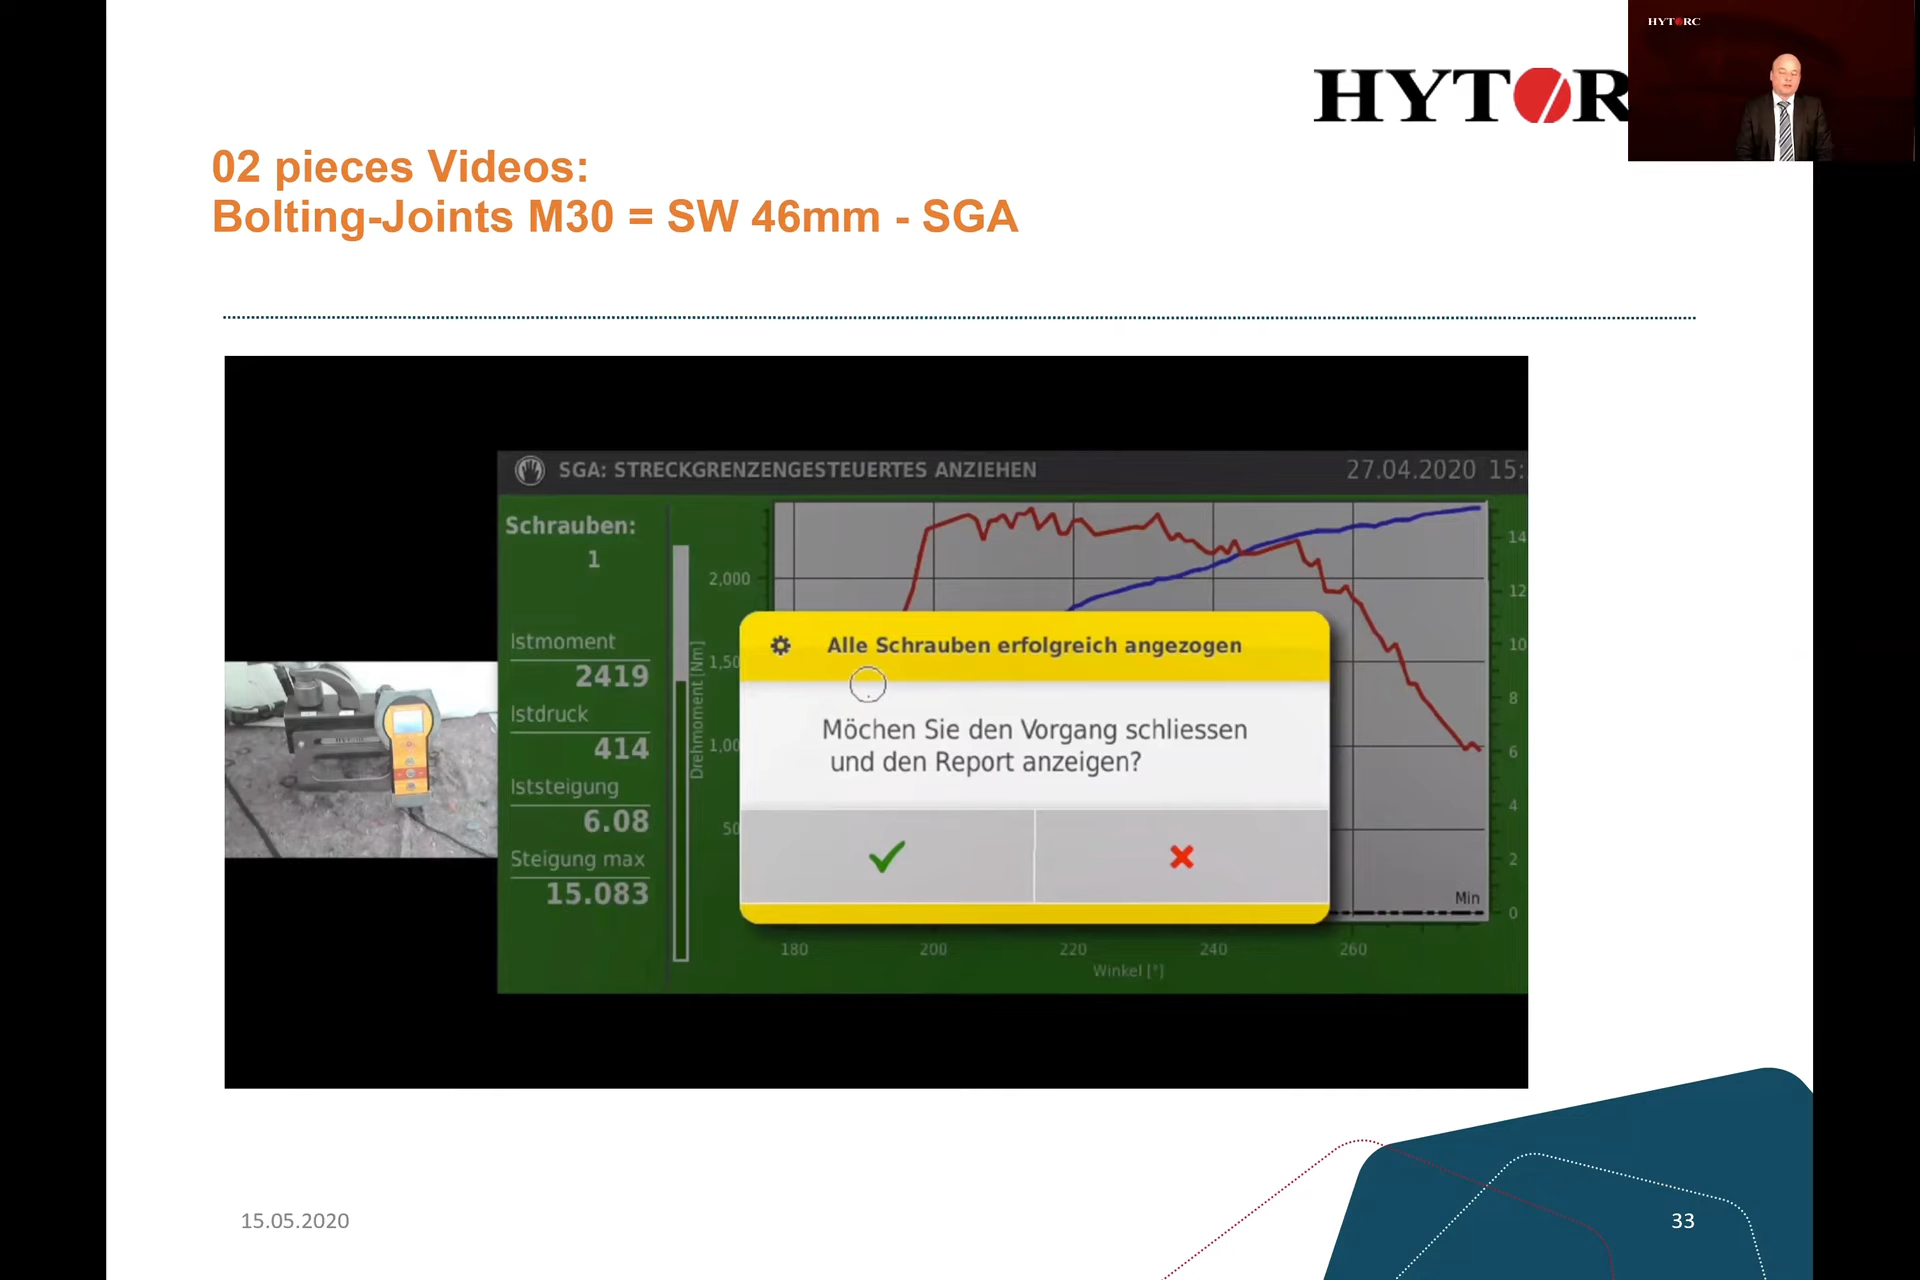 HYTORC
HYTORC
02 pieces Videos:
Bolting-Joints M30 = SW 46mm - SGA
SGA: STRECKGRENZENGESTEUERTES ANZIEHEN
27.04.2020 15:
Schrauben:
1
Istmoment
2419
Istdruck
414
Iststeigung
6.08
Steigung max
15.083
Drehmoment [Nm]
2,000
1,50
1,00
50
Alle Schrauben erfolgreich angezogen
Möchen Sie den Vorgang schliessen
und den Report anzeigen?
14
12
10
8
6
4
2
0
Min
180
200
220
240
260
Winkel [°]
15.05.2020
33